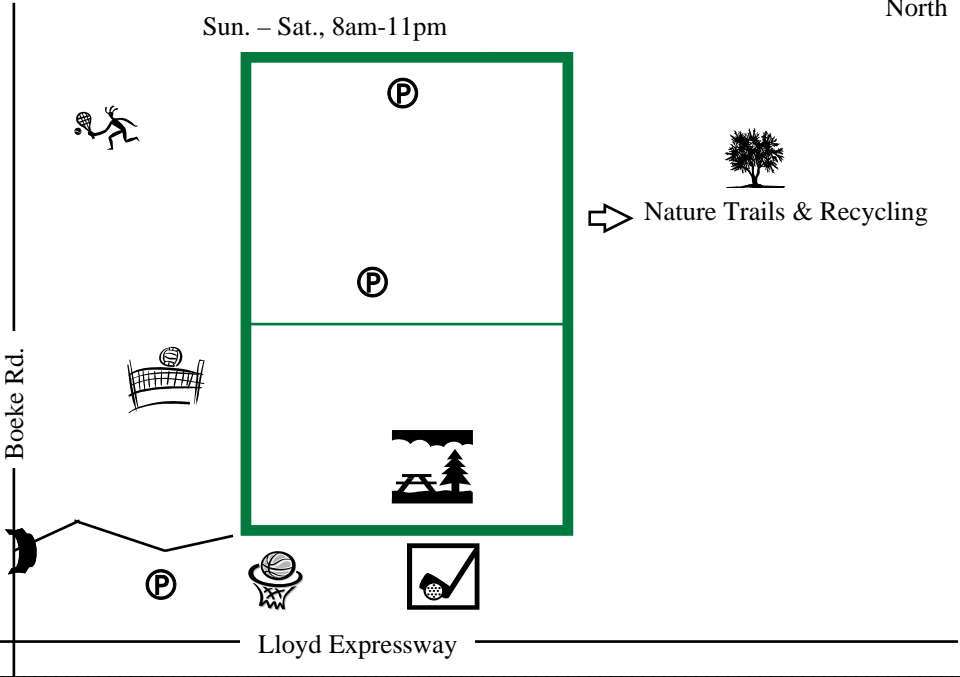 North
Sun. – Sat., 8am-11pm
P
Nature Trails & Recycling
P
Boeke Rd.
P
Lloyd Expressway